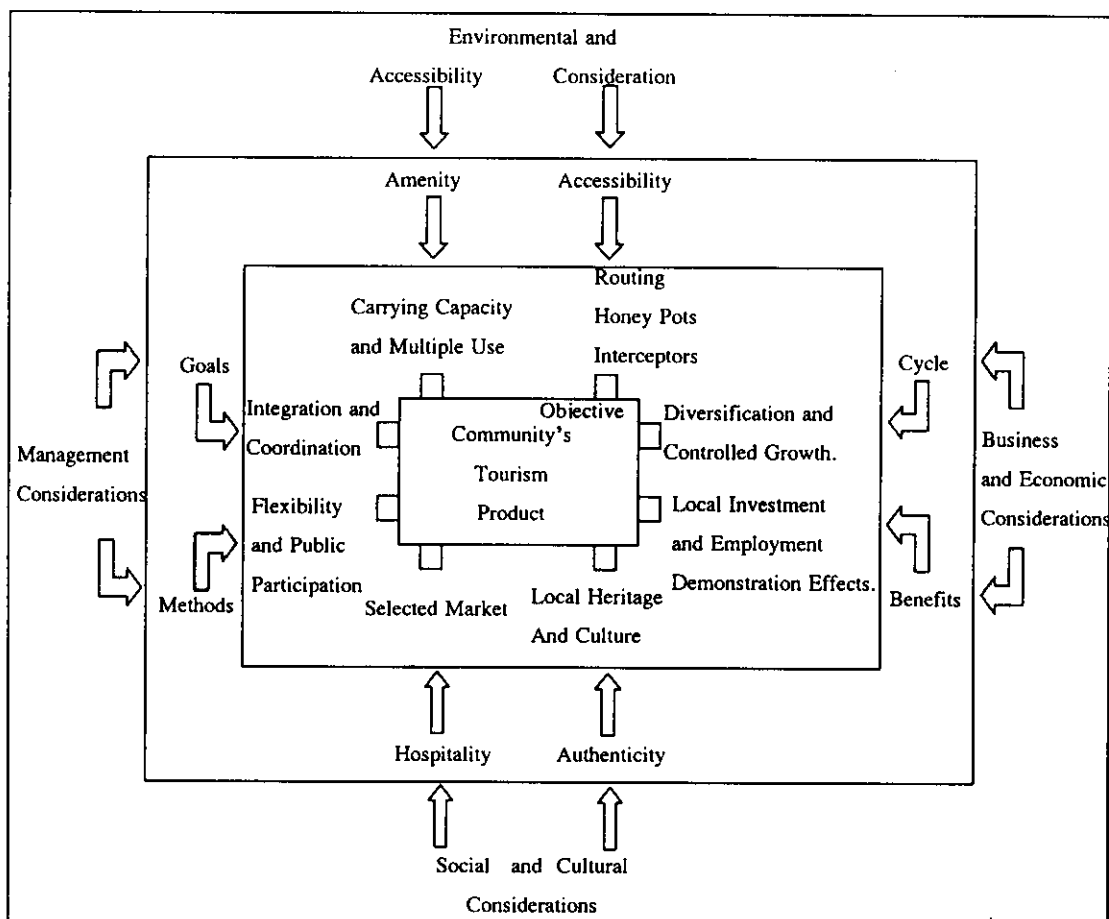 Environmental and
Accessibility Consideration
Amenity Accessibility
Routing
Honey Pots
Interceptors
Carrying Capacity
and Multiple Use
Goals
Cycle
Integration and
Coordination
Objective
Community's
Tourism
Product
Diversification and
Controlled Growth.
Management
Considerations
Business
and Economic
Considerations
Flexibility
and Public
Participation
Local Investment
and Employment
Demonstration Effects.
Methods
Benefits
Selected Market
Local Heritage
And Culture
Hospitality Authenticity
Social and Cultural
Considerations